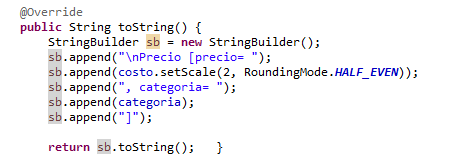 @Override
public String toString() {
    StringBuilder sb = new StringBuilder();
    sb.append("\nPrecio [precio= ");
    sb.append(costo.setScale(2, RoundingMode.HALF_EVEN));
    sb.append(", categoria= ");
    sb.append(categoria);
    sb.append("]");
    return sb.toString();   }